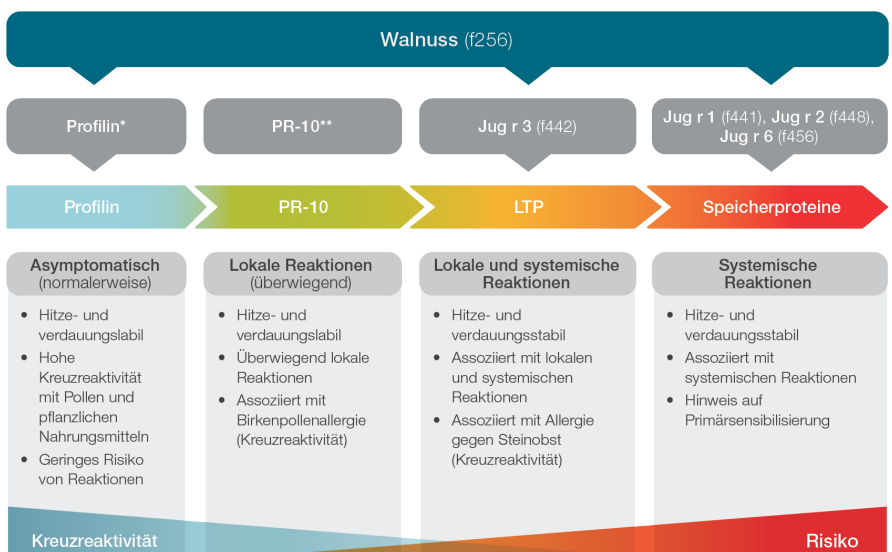 Walnuss (f256)
Profilin*
PR-10**
Jug r 3 (f442)
Jug r 1 (f441), Jug r 2 (f448),
Jug r 6 (f456)
Profilin
PR-10
LTP
Speicherproteine
Asymptomatisch
(normalerweise)
• Hitze- und
verdauungslabil
• Hohe
Kreuzreaktivität
mit Pollen und
pflanzlichen
Nahrungsmitteln
• Geringes Risiko
von Reaktionen
Lokale Reaktionen
(überwiegend)
• Hitze- und
verdauungslabil
• Überwiegend lokale
Reaktionen
• Assoziiert mit
Birkenpollenallergie
(Kreuzreaktivität)
Lokale und systemische
Reaktionen
• Hitze- und
verdauungsstabil
• Assoziiert mit lokalen
und systemischen
Reaktionen
• Assoziiert mit Allergie
gegen Steinobst
(Kreuzreaktivität)
Systemische
Reaktionen
• Hitze- und
verdauungsstabil
• Assoziiert mit
systemischen Reaktionen
• Hinweis auf
Primärsensibilisierung
Kreuzreaktivität
Risiko